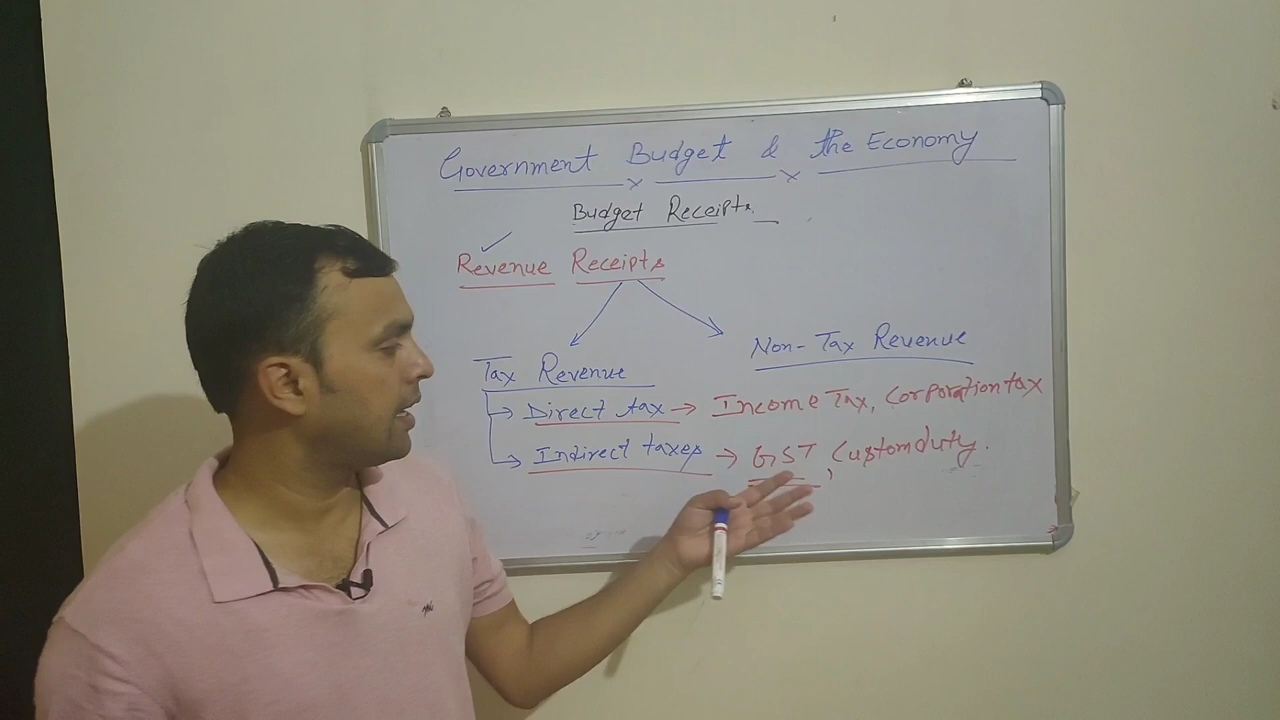 Government Budget & the Economy
Budget Receipts
Revenue Receipts
Tax Revenue
Non-Tax Revenue
Direct tax → Income Tax, Corporation tax
Indirect taxes → GST, Custom duty.